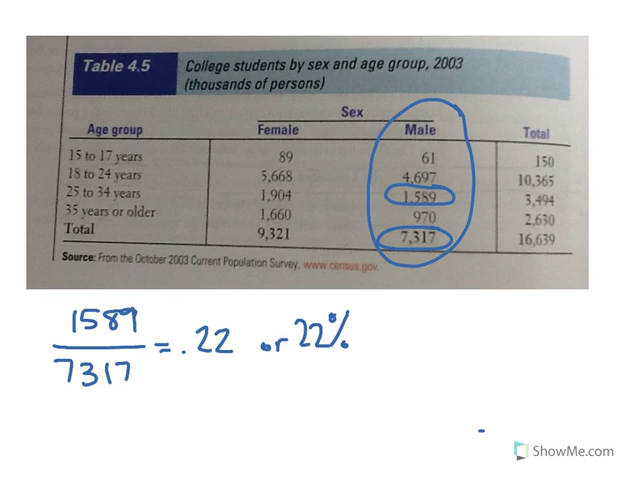 Table 4.5 College students by sex and age group, 2003
(thousands of persons)
Sex
Age group Female Male Total
15 to 17 years 89 61 150
18 to 24 years 5,668 4,697 10,365
25 to 34 years 1,904 1,589 3,494
35 years or older 1,660 970 2,630
Total 9,321 7,317 16,639
Source: From the October 2003 Current Population Survey, www.census.gov.
1589
= .22 or 22%
7317
ShowMe.com